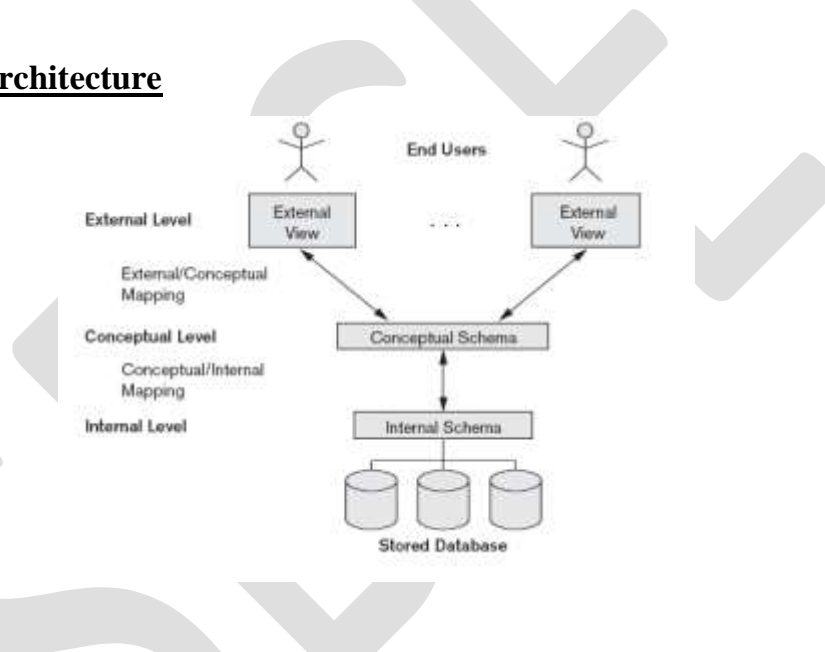 rchitecture
End Users
External Level
External
View
. . .
External
View
External/Conceptual
Mapping
Conceptual Level
Conceptual Schema
Conceptual/Internal
Mapping
Internal Level
Internal Schema
Stored Database